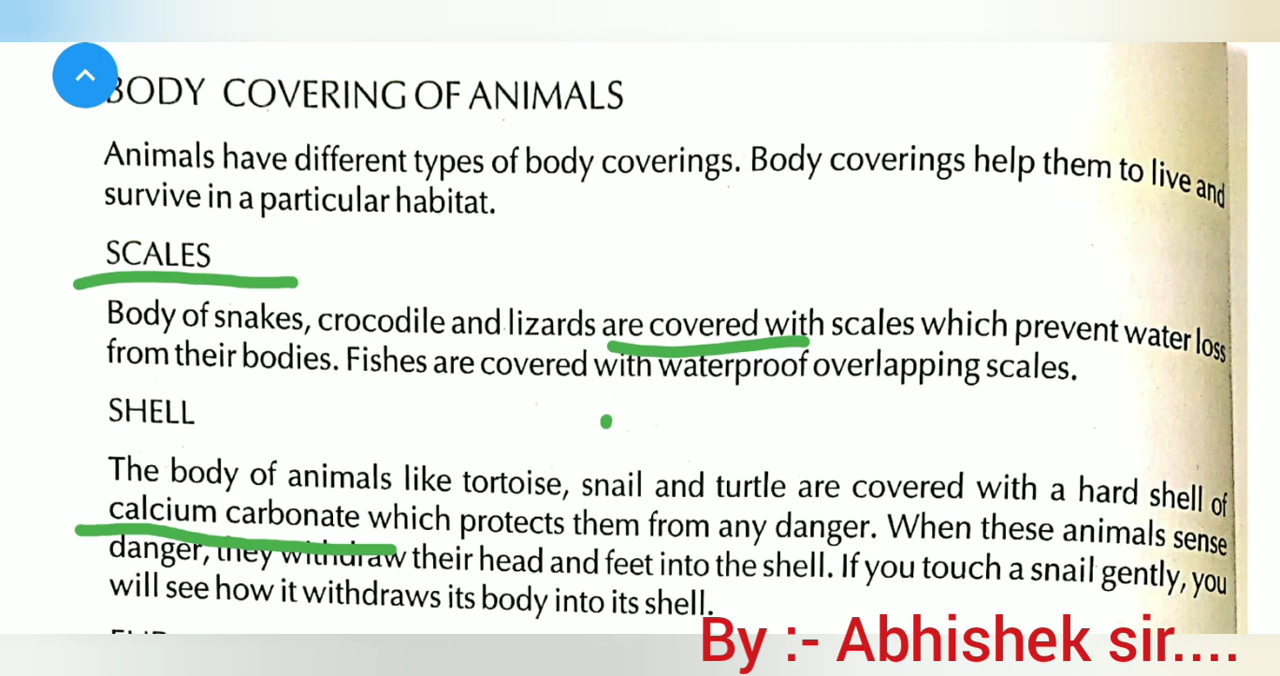 BODY COVERING OF ANIMALS
Animals have different types of body coverings. Body coverings help them to live and
survive in a particular habitat.
SCALES
Body of snakes, crocodile and lizards are covered with scales which prevent water loss
from their bodies. Fishes are covered with waterproof overlapping scales.
SHELL
The body of animals like tortoise, snail and turtle are covered with a hard shell of
calcium carbonate which protects them from any danger. When these animals sense
danger, they withdraw their head and feet into the shell. If you touch a snail gently, you
will see how it withdraws its body into its shell.
By :- Abhishek sir....